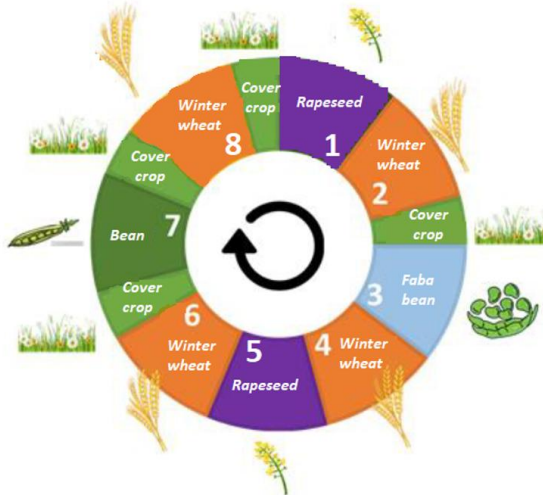 Rapeseed
1
Winter
wheat
2
Cover
crop
Faba
bean
3
Winter
wheat
4
Rapeseed
5
Winter
wheat
6
Cover
crop
Bean
7
Cover
crop
Winter
wheat
8
Cover
crop